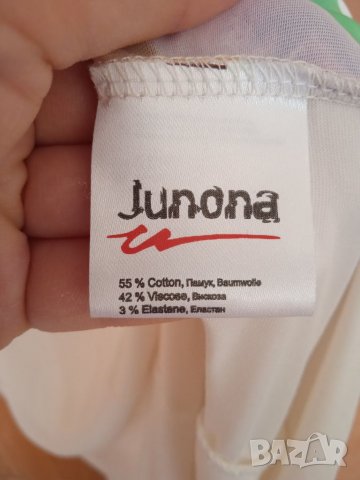 Junona
55 % Cotton, Памук, Baumwolle
42 % Viscose, Вискоза
3 % Elastene, Еластан
BAZAR